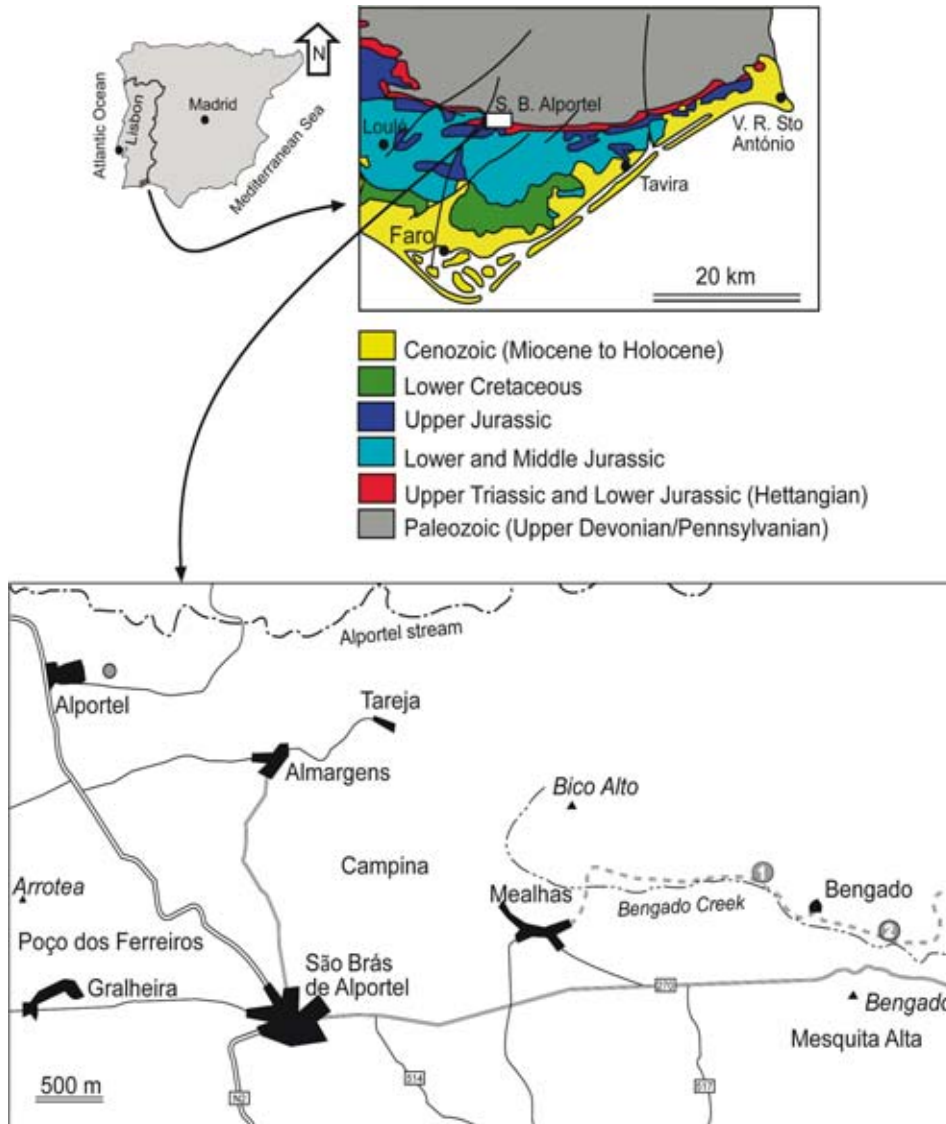 N
Atlantic Ocean
Lisbon
Madrid
Mediterranean Sea
S. B. Alportel
Loulé
V. R. Sto
António
Tavira
Faro
20 km
Cenozoic (Miocene to Holocene)
Lower Cretaceous
Upper Jurassic
Lower and Middle Jurassic
Upper Triassic and Lower Jurassic (Hettangian)
Paleozoic (Upper Devonian/Pennsylvanian)
Alportel stream
Alportel
Tareja
Almargens
Bico Alto
Campina
Arrotea
Mealhas
1
Bengado
Bengado Creek
2
Poço dos Ferreiros
São Brás
de Alportel
Gralheira
270
Bengado
Mesquita Alta
500 m
514
517
N2